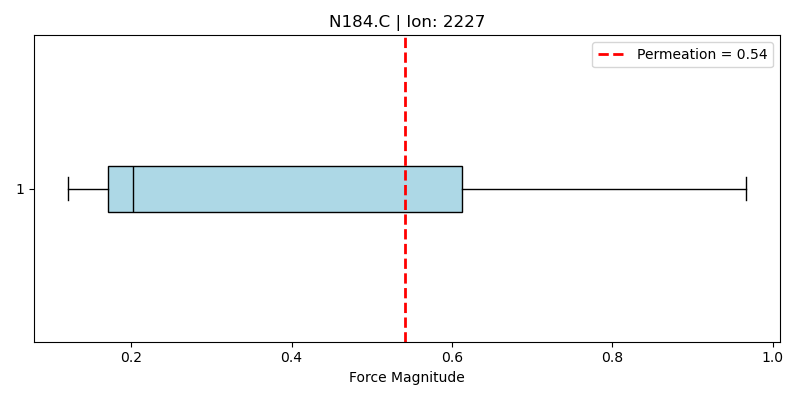 N184.C | Ion: 2227
Permeation = 0.54
1
0.2 0.4 0.6 0.8 1.0
Force Magnitude